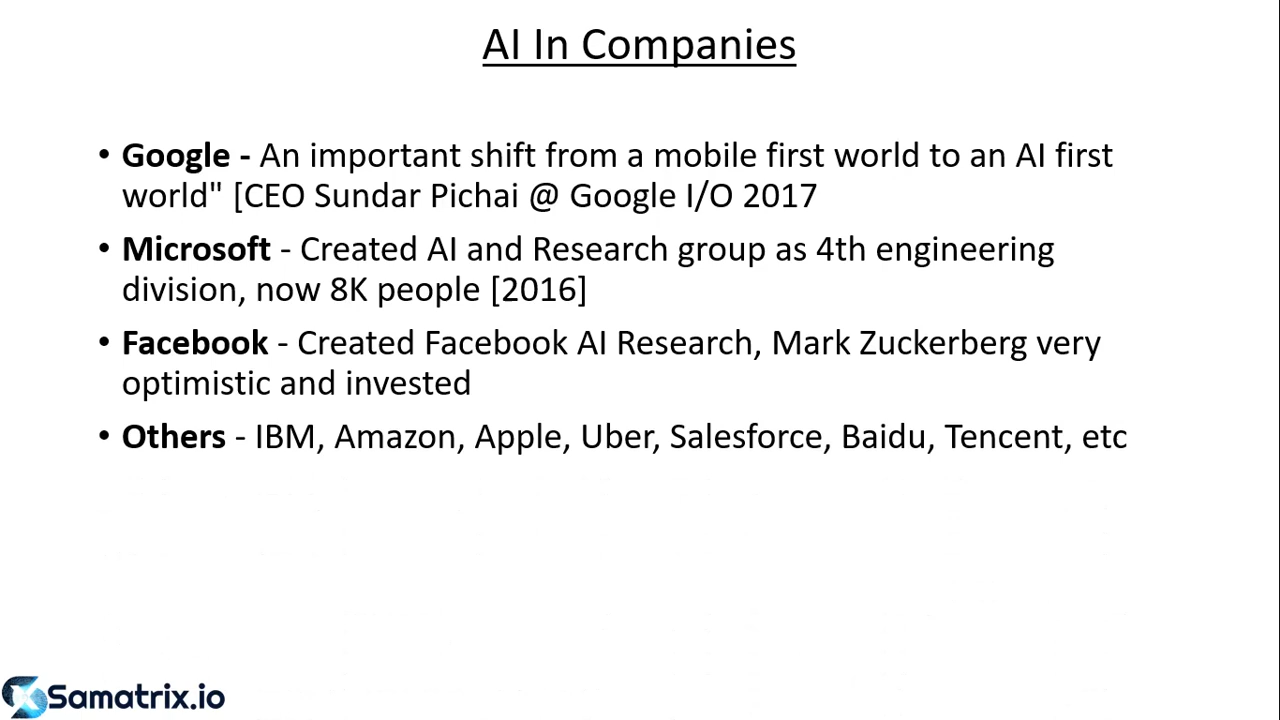 AI In Companies
• Google - An important shift from a mobile first world to an AI first
world" [CEO Sundar Pichai @ Google I/O 2017
• Microsoft - Created AI and Research group as 4th engineering
division, now 8K people [2016]
• Facebook - Created Facebook AI Research, Mark Zuckerberg very
optimistic and invested
• Others - IBM, Amazon, Apple, Uber, Salesforce, Baidu, Tencent, etc
Samatrix.io